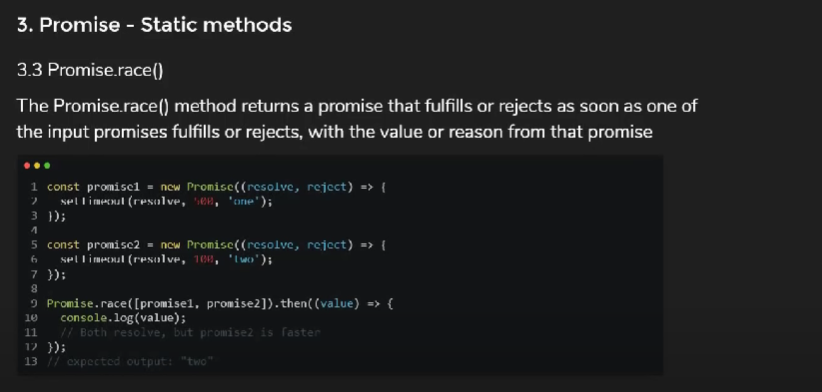 3. Promise - Static methods
3.3 Promise.race()
The Promise.race() method returns a promise that fulfills or rejects as soon as one of
the input promises fulfills or rejects, with the value or reason from that promise
1 const promise1 = new Promise((resolve, reject) => {
2 setTimeout(resolve, 500, 'one');
3 });
4
5 const promise2 = new Promise((resolve, reject) => {
6 setTimeout(resolve, 100, 'two');
7 });
8
9 Promise.race([promise1, promise2]).then((value) => {
10 console.log(value);
11 // Both resolve, but promise2 is faster
12 });
13 // expected output: "two"